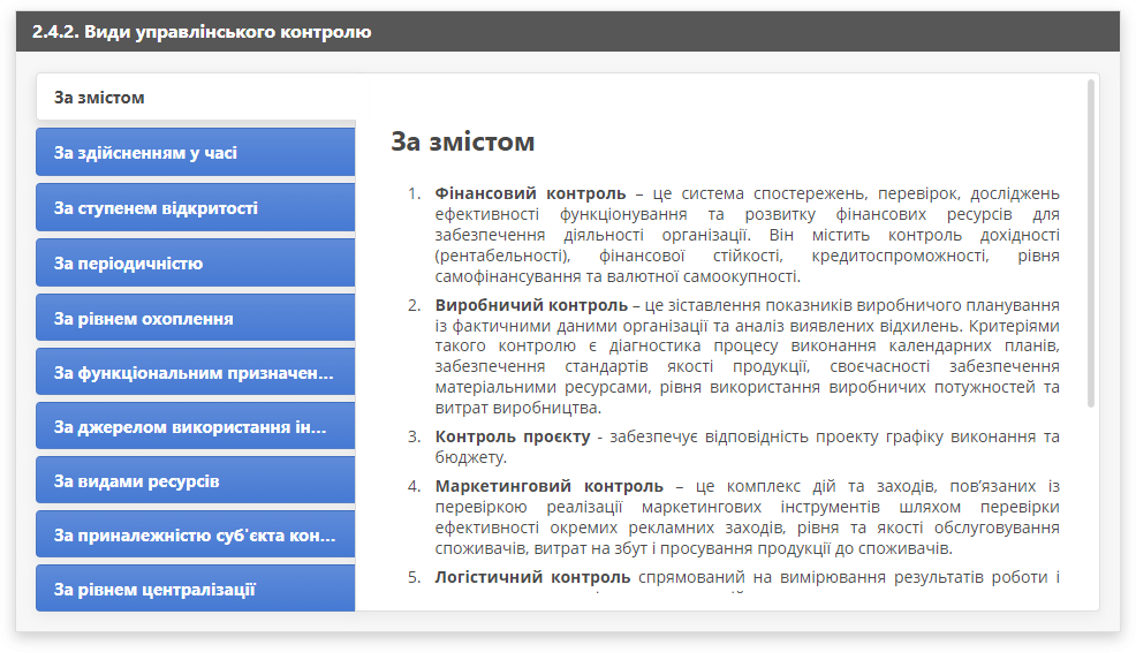 2.4.2. Види управлінського контролю
За змістом
За здійсненням у часі
За ступенем відкритості
За періодичністю
За рівнем охоплення
За функціональним призначен...
За джерелом використання ін...
За видами ресурсів
За приналежністю суб'єкта кон...
За рівнем централізації
За змістом
1. Фінансовий контроль – це система спостережень, перевірок, досліджень
ефективності функціонування та розвитку фінансових ресурсів для
забезпечення діяльності організації. Він містить контроль дохідності
(рентабельності), фінансової стійкості, кредитоспроможності, рівня
самофінансування та валютної самоокупності.
2. Виробничий контроль – це зіставлення показників виробничого планування
із фактичними даними організації та аналіз виявлених відхилень. Критеріями
такого контролю є діагностика процесу виконання календарних планів,
забезпечення стандартів якості продукції, своєчасності забезпечення
матеріальними ресурсами, рівня використання виробничих потужностей та
витрат виробництва.
3. Контроль проєкту - забезпечує відповідність проекту графіку виконання та
бюджету.
4. Маркетинговий контроль – це комплекс дій та заходів, пов’язаних із
перевіркою реалізації маркетингових інструментів шляхом перевірки
ефективності окремих рекламних заходів, рівня та якості обслуговування
споживачів, витрат на збут і просування продукції до споживачів.
5. Логістичний контроль спрямований на вимірювання результатів роботи і